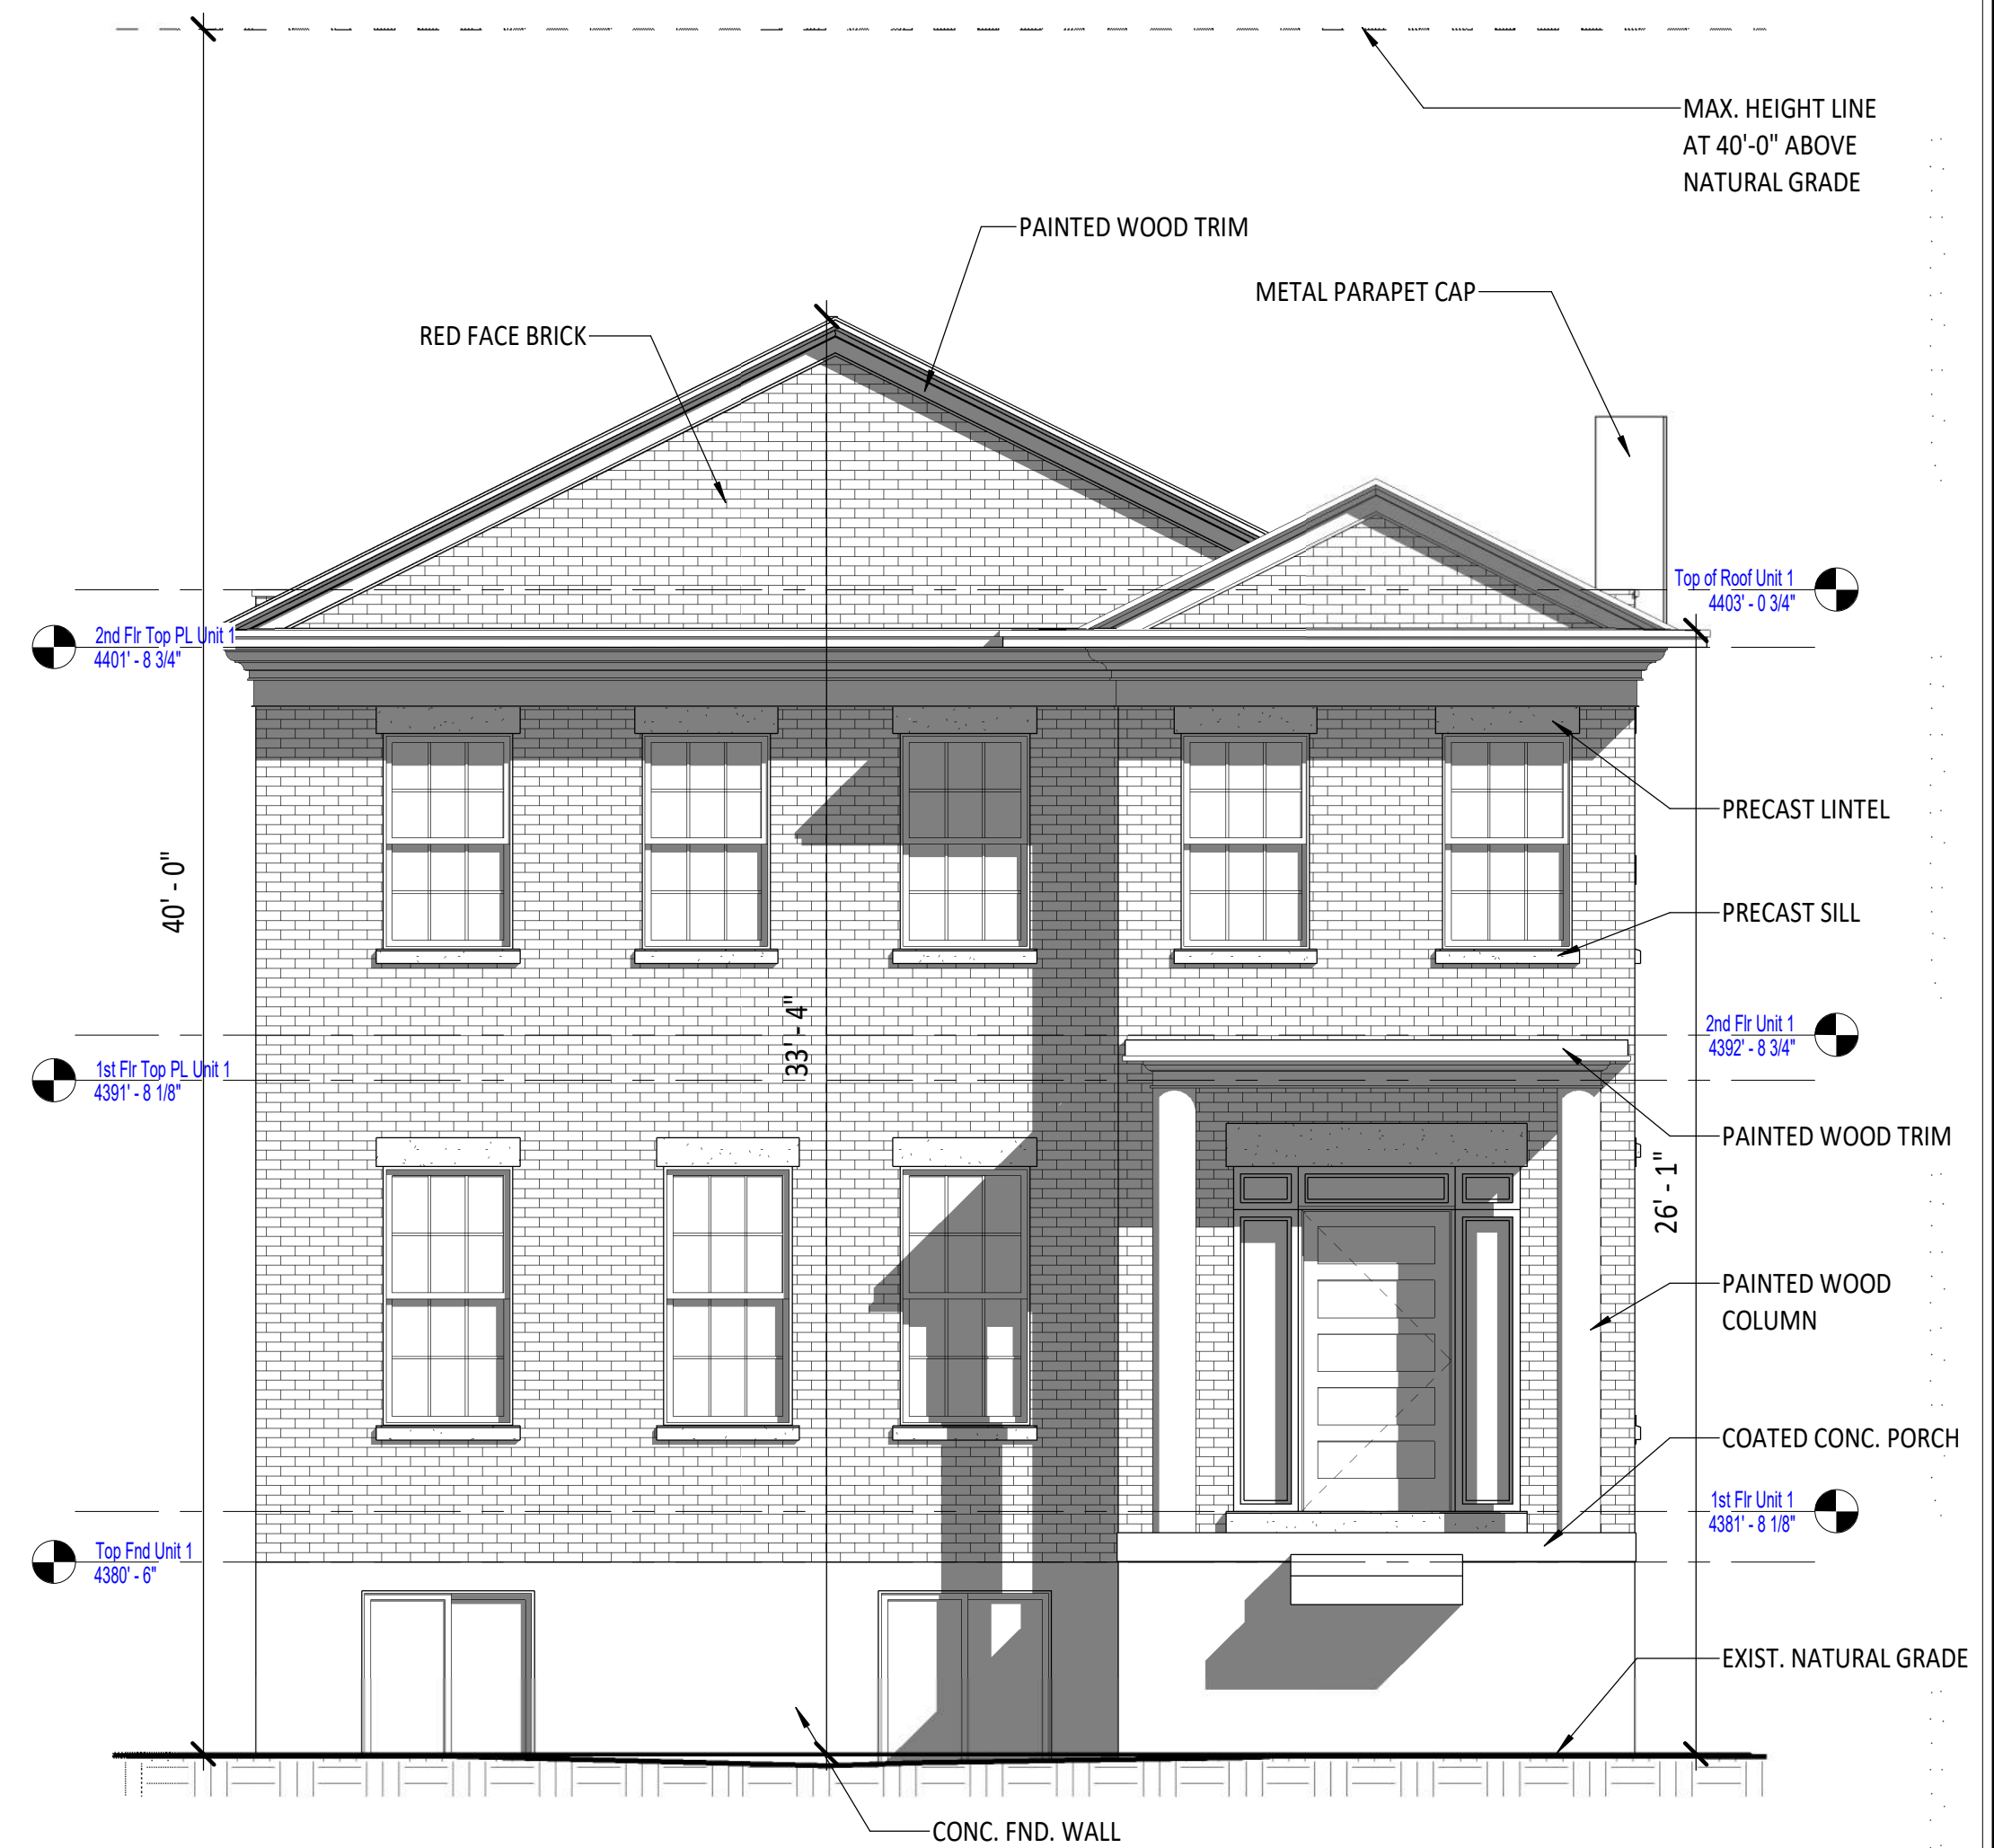 MAX. HEIGHT LINE
AT 40'-0" ABOVE
NATURAL GRADE
PAINTED WOOD TRIM
METAL PARAPET CAP
RED FACE BRICK
Top of Roof Unit 1
4403' - 0 3/4"
2nd Flr Top PL Unit 1
4401' - 8 3/4"
PRECAST LINTEL
40' - 0"
PRECAST SILL
33' - 4"
2nd Flr Unit 1
4392' - 8 3/4"
1st Flr Top PL Unit 1
4391' - 8 1/8"
PAINTED WOOD TRIM
26' - 1"
PAINTED WOOD
COLUMN
COATED CONC. PORCH
1st Flr Unit 1
4381' - 8 1/8"
Top Fnd Unit 1
4380' - 6"
EXIST. NATURAL GRADE
CONC. FND. WALL